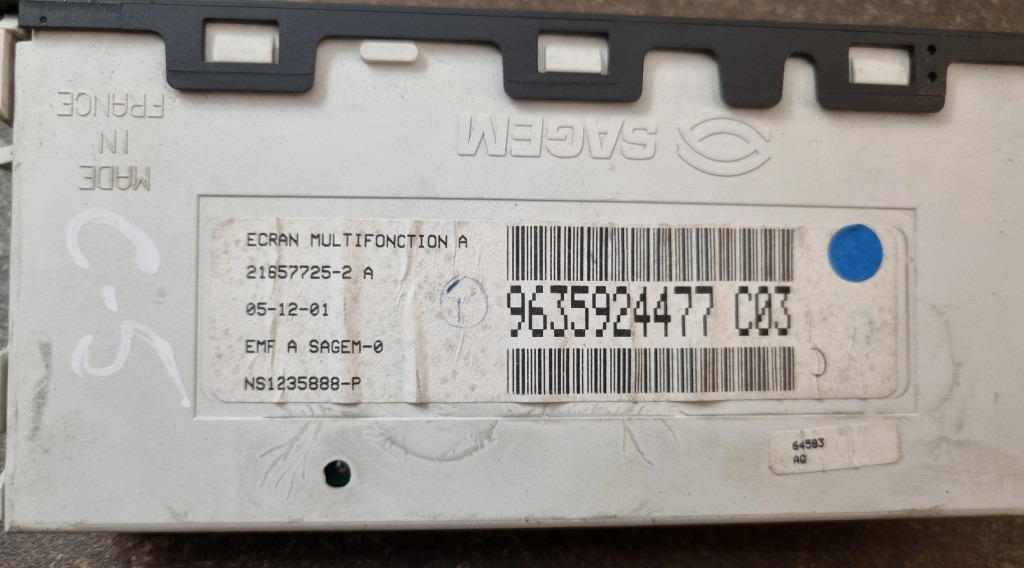 MADE
IN
FRANCE
SAGEM
C.5
ECRAN MULTIFONCTION A
21657725-2 A
05-12-01
EMF A SAGEM-0
NS1235888-P
9635924477 C03
64583
AQ